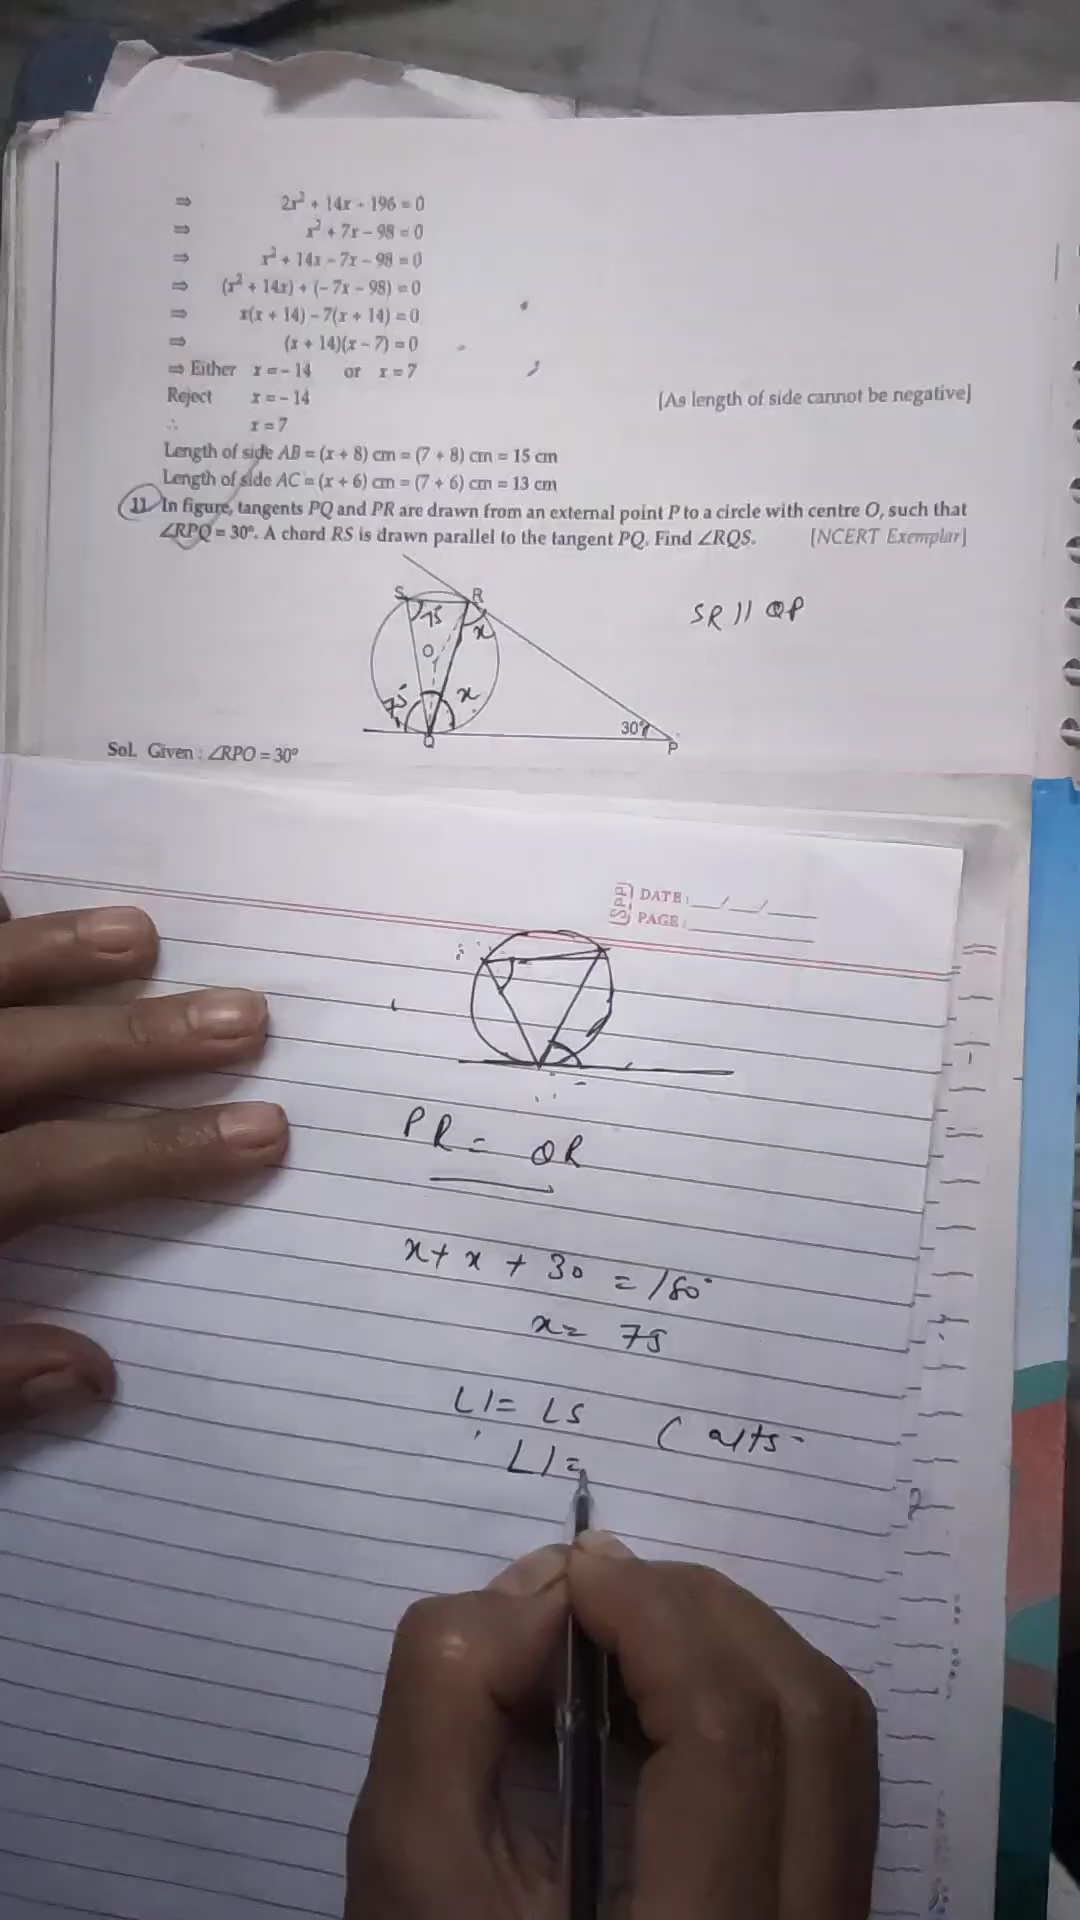 ⇒ 2x² + 14x - 196 = 0
⇒ x² + 7x - 98 = 0
⇒ x² + 14x - 7x - 98 = 0
⇒ (x² + 14x) + (- 7x - 98) = 0
⇒ x(x + 14) - 7(x + 14) = 0
⇒ (x + 14)(x - 7) = 0
⇒ Either x = - 14 or x = 7
Reject x = - 14 [As length of side cannot be negative]
∴ x = 7
Length of side AB = (x + 8) cm = (7 + 8) cm = 15 cm
Length of side AC = (x + 6) cm = (7 + 6) cm = 13 cm
11. In figure, tangents PQ and PR are drawn from an external point P to a circle with centre O, such that
∠RPQ = 30°. A chord RS is drawn parallel to the tangent PQ. Find ∠RQS. [NCERT Exemplar]
S R
75
x
SR || QP
O
75° x
30°
Q P
Sol. Given : ∠RPO = 30°
DATE: __/__/__
PAGE:
PR = QR
x + x + 30 = 180°
x = 75
∠1 = ∠S (alts-
∠1 =